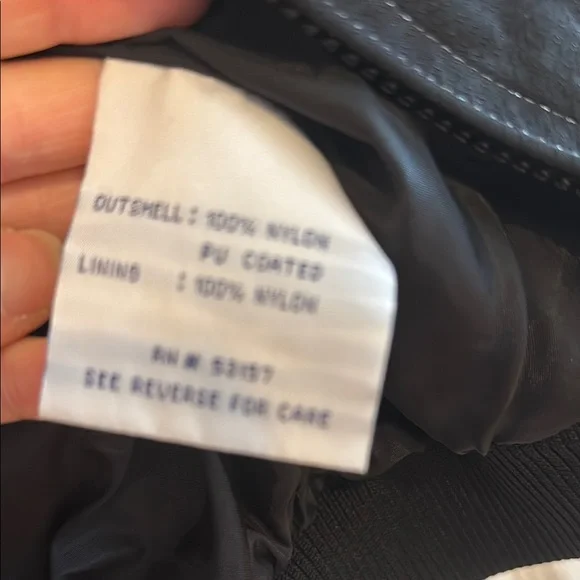 OUTSHELL : 100% NYLON
PU COATED
LINING : 100% NYLON
RN # 53157
SEE REVERSE FOR CARE